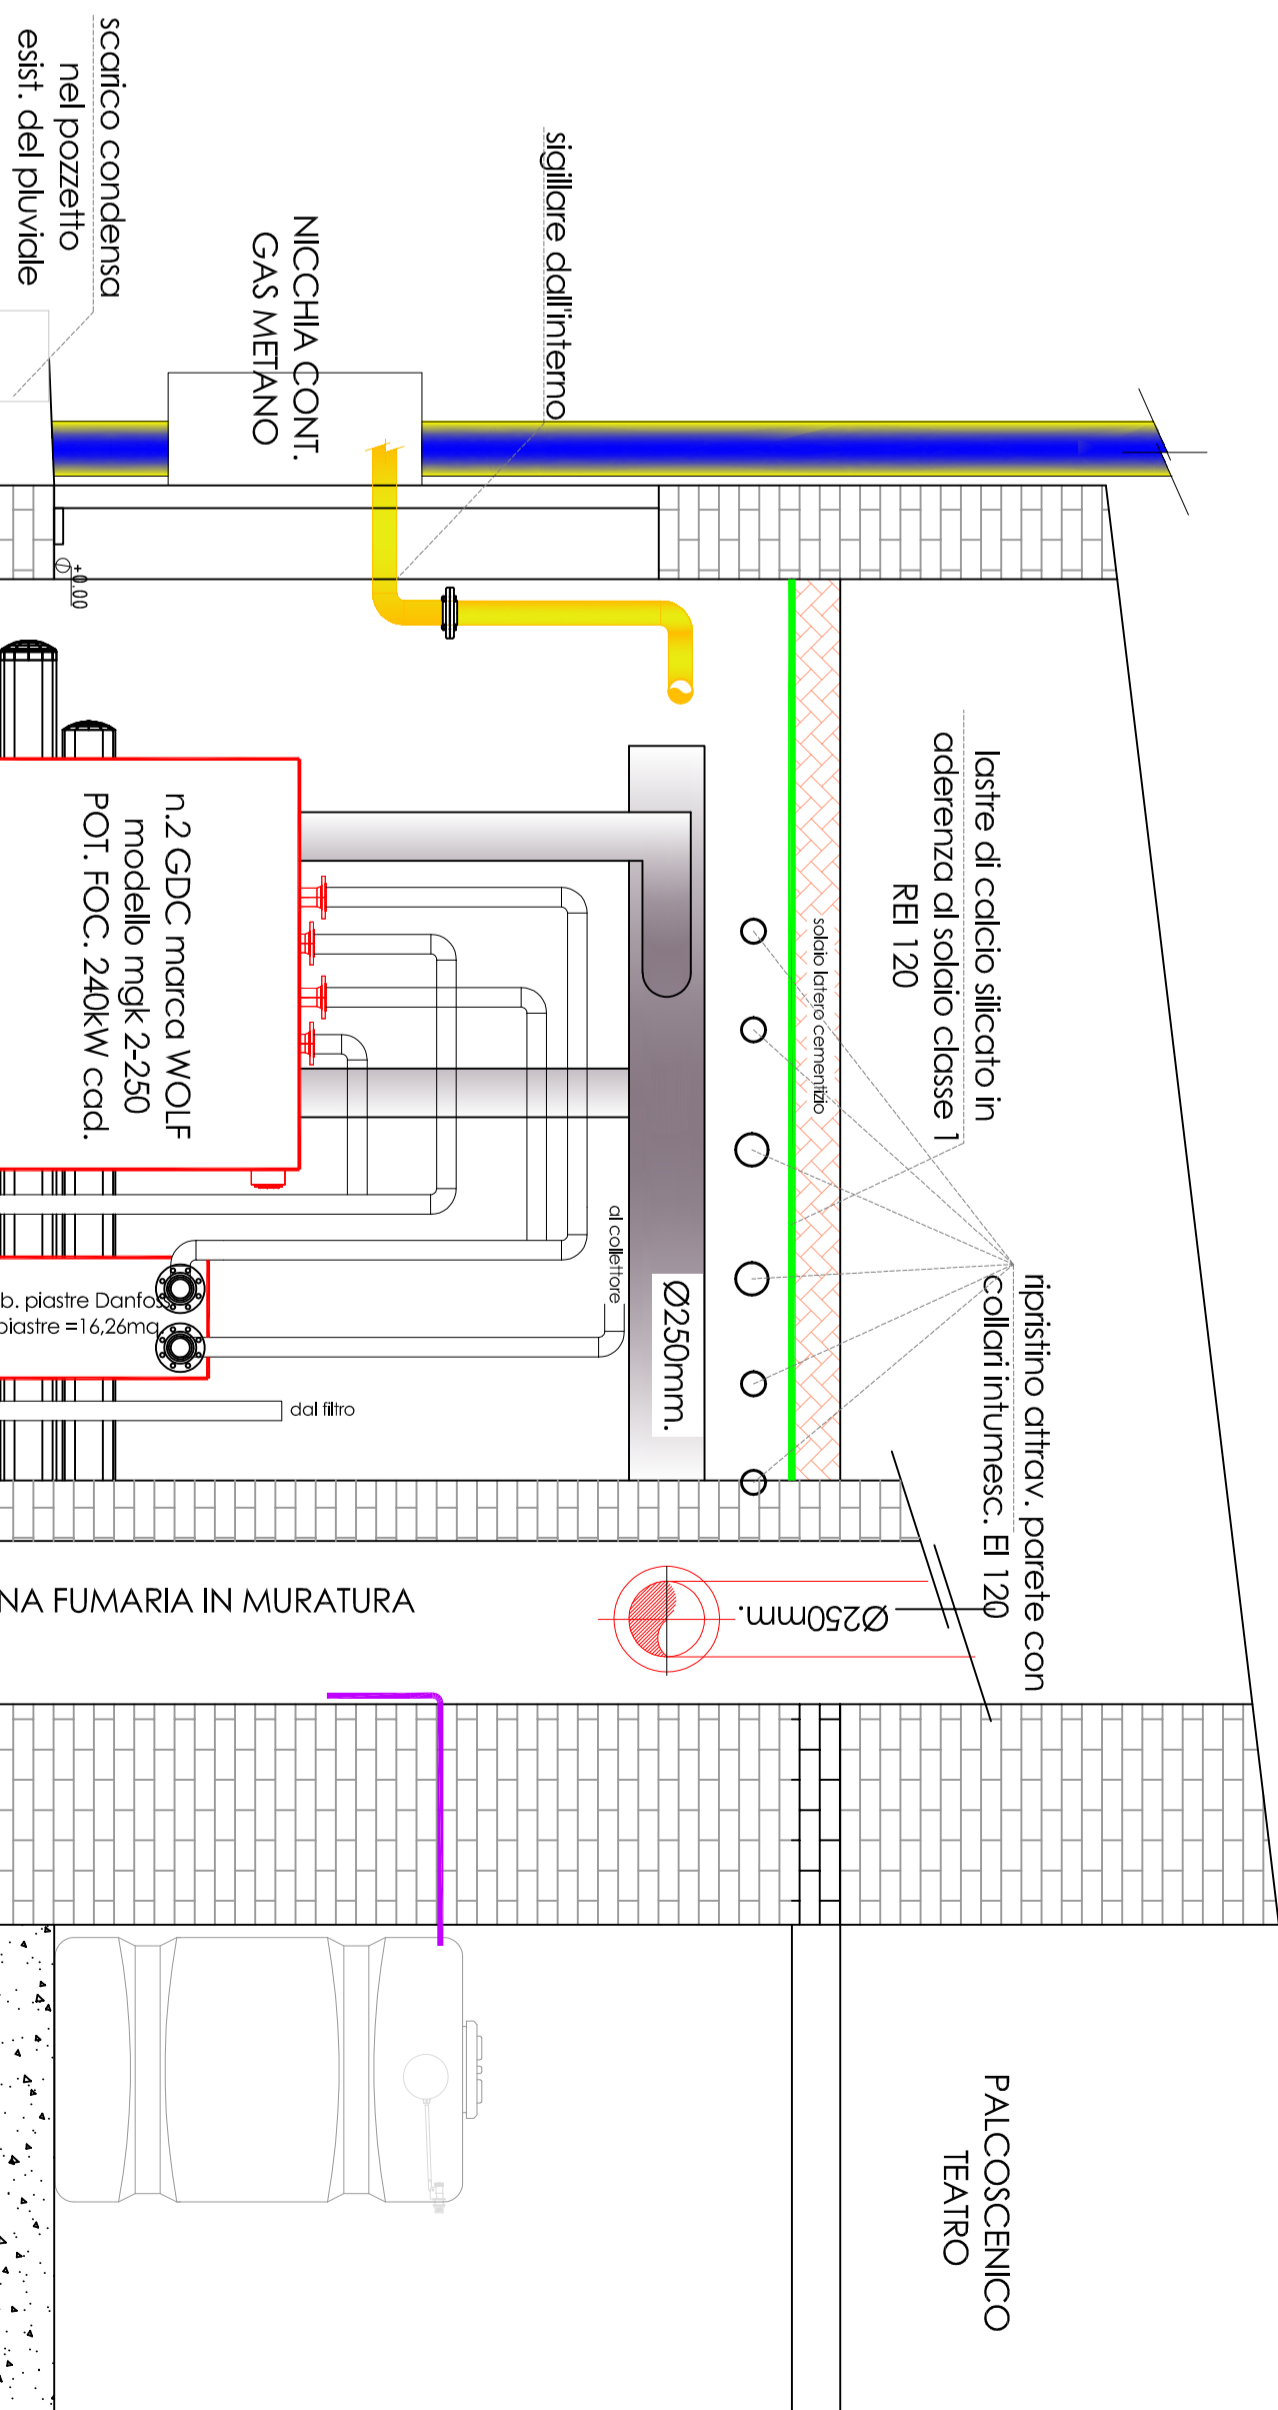 scarico condensa
nel pozzetto
esist. del pluviale
sigillare dall'interno
NICCHIA CONT.
GAS METANO
+0.00
lastre di calcio silicato in
aderenza al solaio classe 1
REI 120
solaio latero cementizio
n.2 GDC marca WOLF
modello mgk 2-250
POT. FOC. 240kW cad.
ripristino attrav. parete con
collari intumesc. EI 120
al collettore
Ø250mm.
b. piastre Danfoss
piastre =16,26mq
dal filtro
NA FUMARIA IN MURATURA
Ø250mm.
PALCOSCENICO
TEATRO